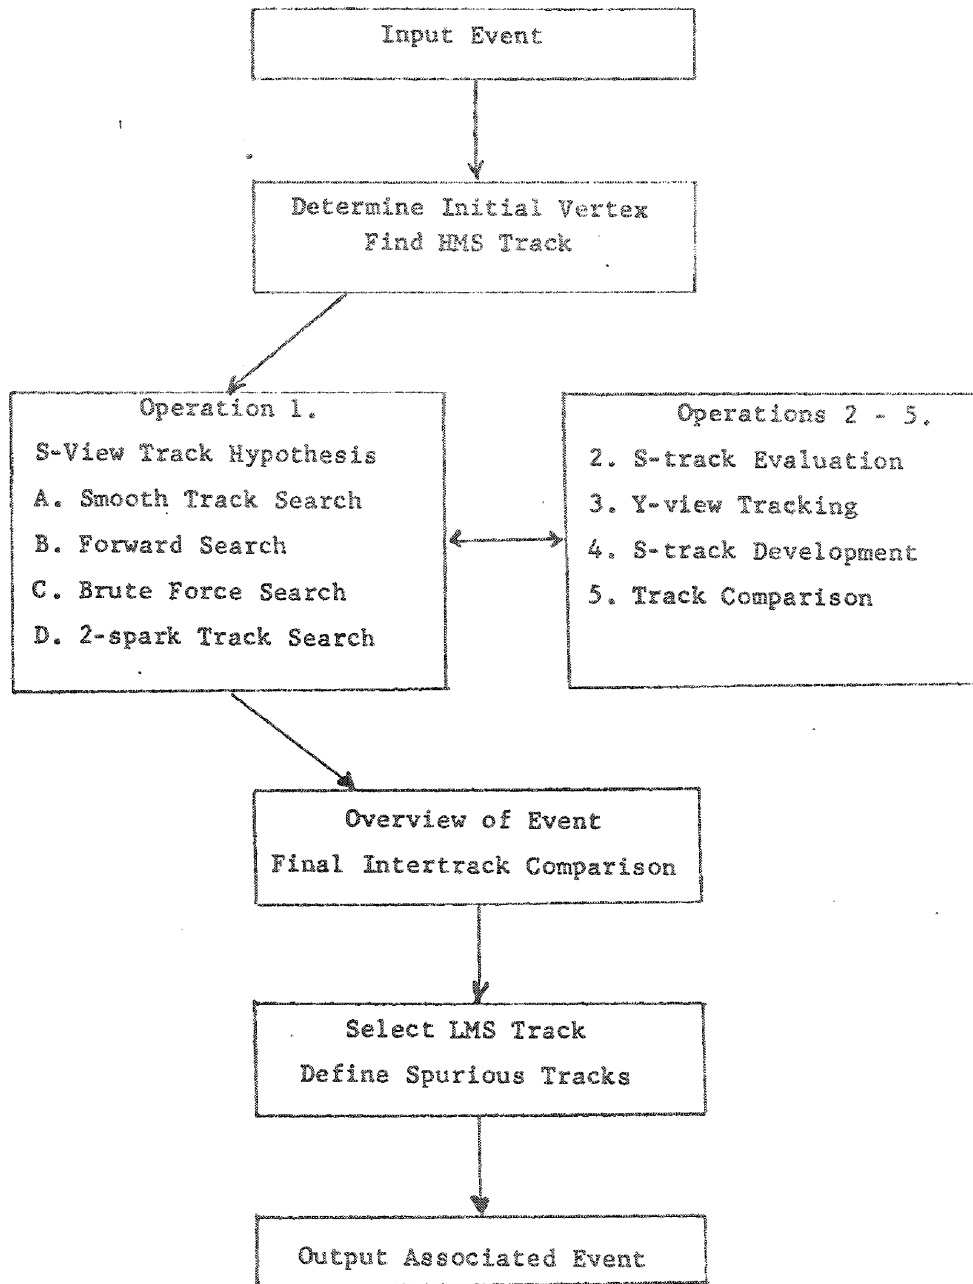 Input Event
Determine Initial Vertex
Find HMS Track
Operation 1.
S-View Track Hypothesis
A. Smooth Track Search
B. Forward Search
C. Brute Force Search
D. 2-spark Track Search
Operations 2 - 5.
2. S-track Evaluation
3. Y-view Tracking
4. S-track Development
5. Track Comparison
Overview of Event
Final Intertrack Comparison
Select LMS Track
Define Spurious Tracks
Output Associated Event